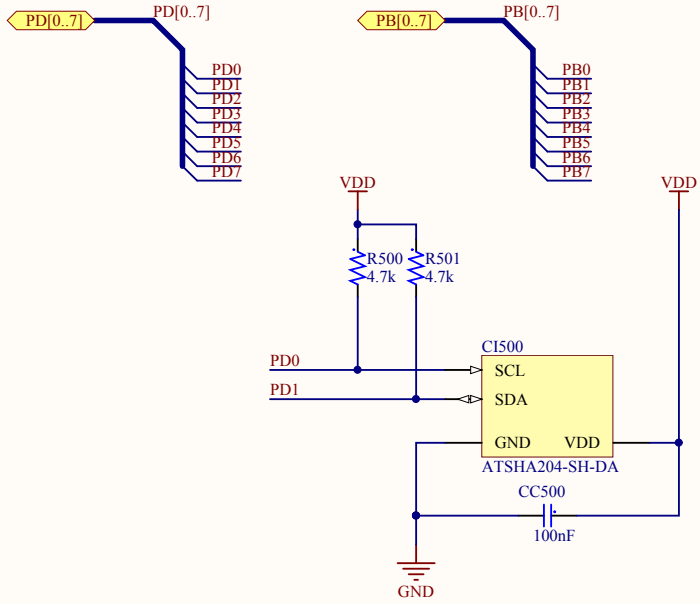 PD[0..7]
PD[0..7]
PB[0..7]
PB[0..7]
PD0
PD1
PD2
PD3
PD4
PD5
PD6
PD7
PB0
PB1
PB2
PB3
PB4
PB5
PB6
PB7
VDD
VDD
R500
4.7k
R501
4.7k
CI500
PD0
SCL
PD1
SDA
GND
VDD
ATSHA204-SH-DA
CC500
100nF
GND